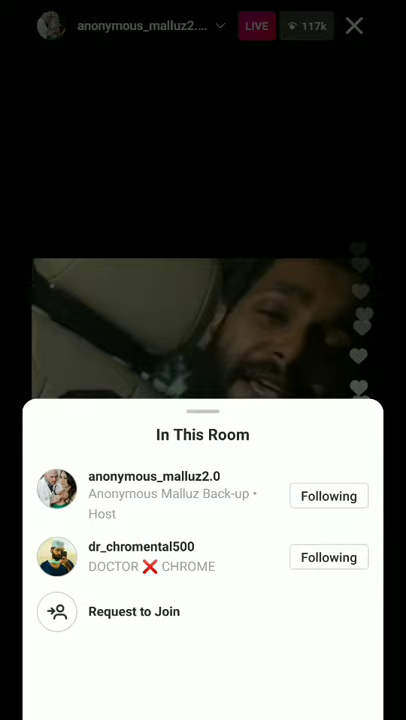 anonymous_malluz2....
LIVE
117k
In This Room
anonymous_malluz2.0
Anonymous Malluz Back-up •
Host
Following
dr_chromental500
DOCTOR ❌ CHROME
Following
Request to Join